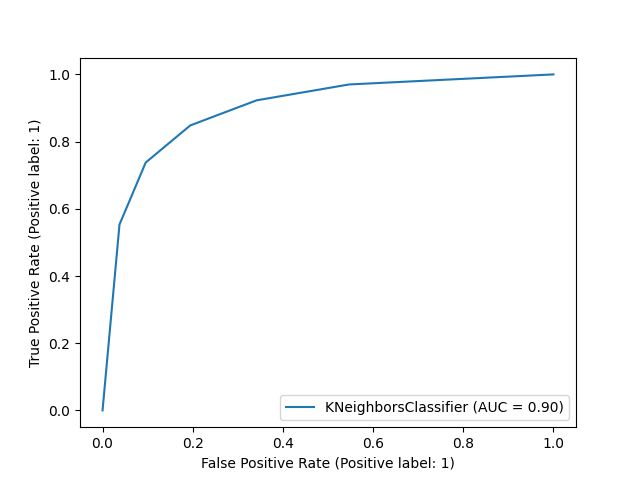 1.0
0.8
0.6
0.4
0.2
0.0
True Positive Rate (Positive label: 1)
KNeighborsClassifier (AUC = 0.90)
0.0 0.2 0.4 0.6 0.8 1.0
False Positive Rate (Positive label: 1)